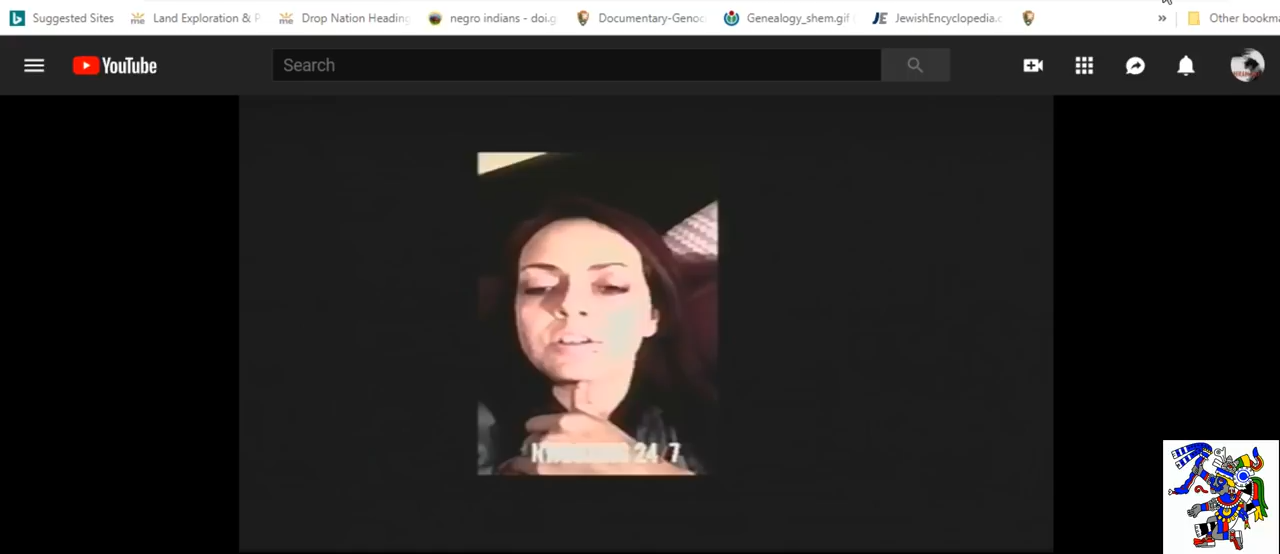 Suggested Sites Land Exploration & P. Drop Nation Heading negro indians - doi.g Documentary-Genoc Genealogy_shem.gif ( JewishEncyclopedia.c » Other bookma
YouTube Search
24/7